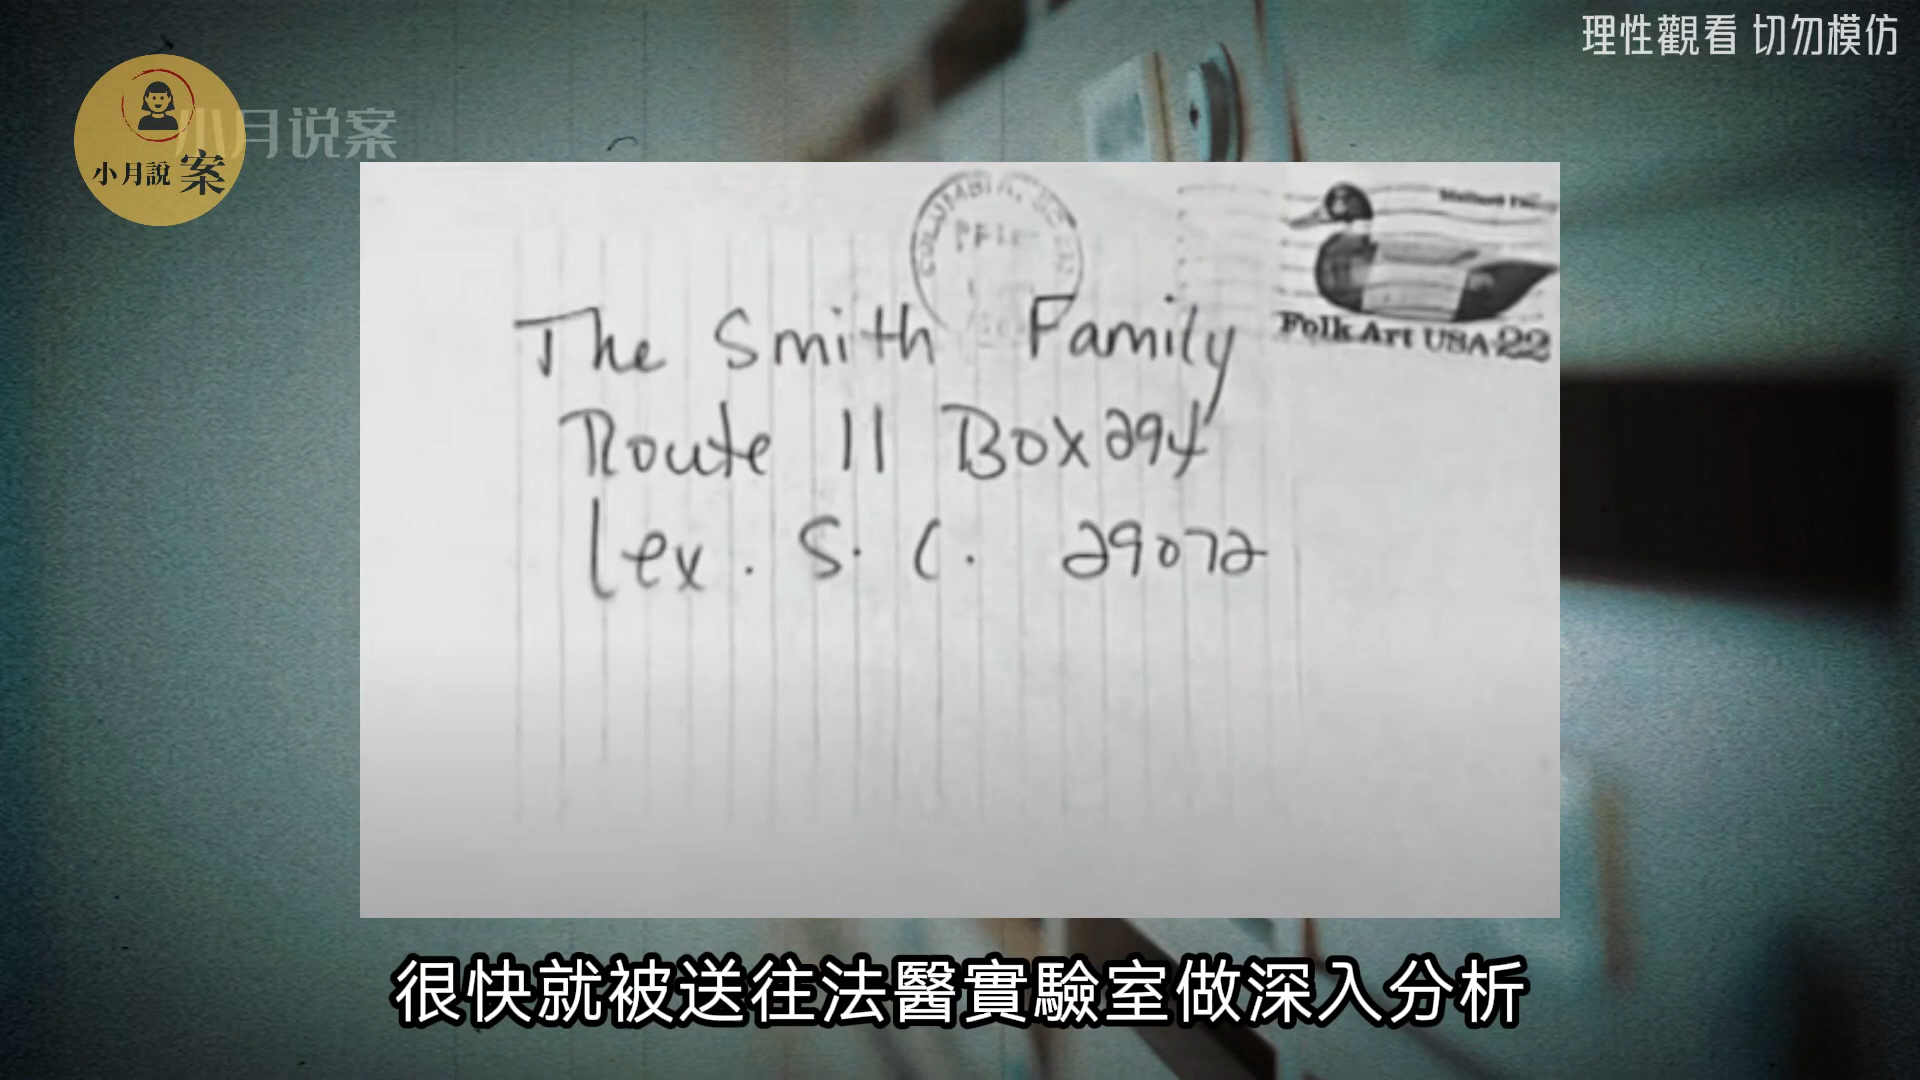 理性觀看 切勿模仿
小月说案
小月說案
COLUMBIA, SC
Folk Art USA 22
The Smith Family
Route 11 Box 294
Lex. S. C. 29072
很快就被送往法醫實驗室做深入分析